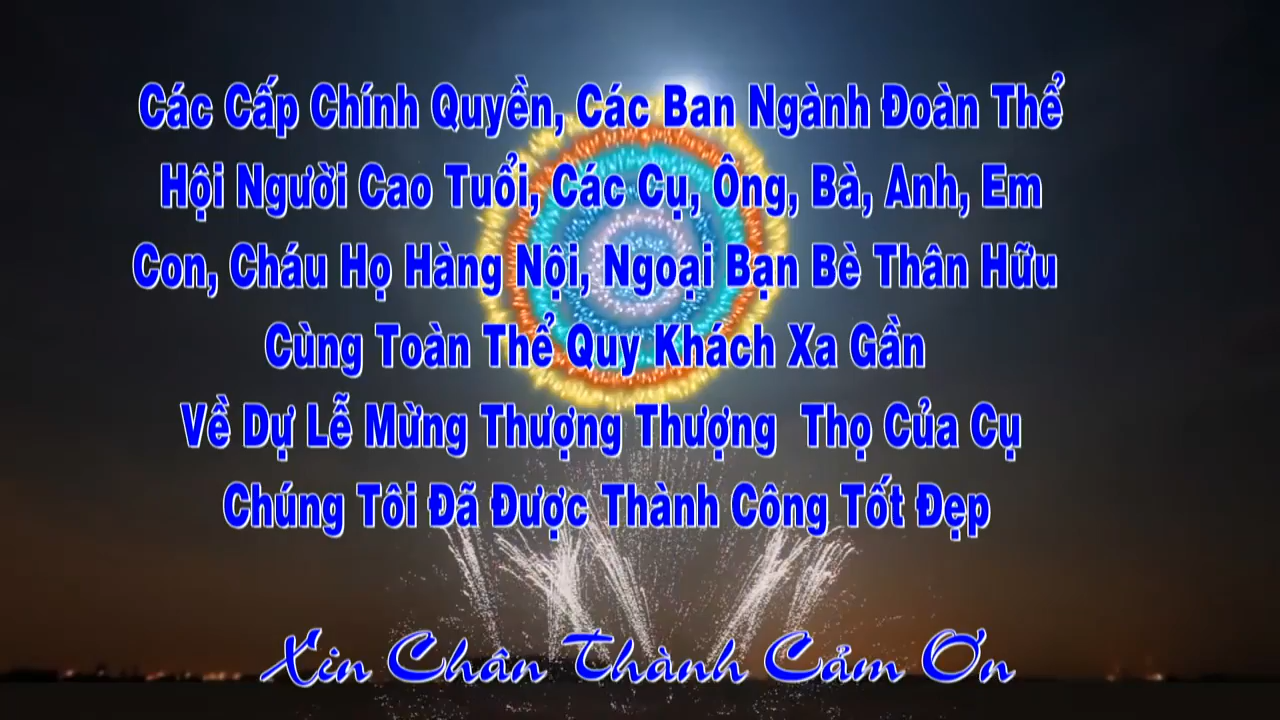 Các Cấp Chính Quyền, Các Ban Ngành Đoàn Thể
Hội Người Cao Tuổi, Các Cụ, Ông, Bà, Anh, Em
Con, Cháu Họ Hàng Nội, Ngoại Bạn Bè Thân Hữu
Cùng Toàn Thể Quy Khách Xa Gần
Về Dự Lễ Mừng Thượng Thượng Thọ Của Cụ
Chúng Tôi Đã Được Thành Công Tốt Đẹp
Xin Chân Thành Cảm Ơn